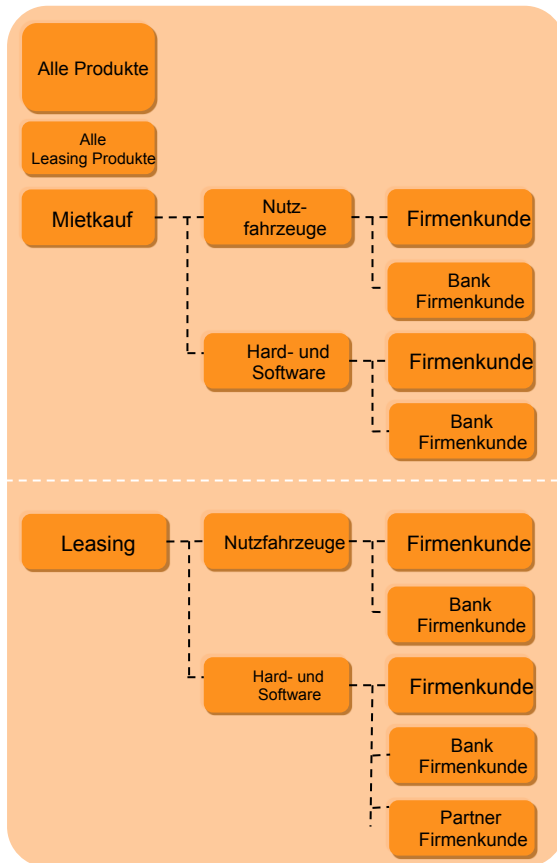 Alle Produkte
Alle
Leasing Produkte
Mietkauf
Nutz-
fahrzeuge
Firmenkunde
Bank
Firmenkunde
Hard- und
Software
Firmenkunde
Bank
Firmenkunde
Leasing
Nutzfahrzeuge
Firmenkunde
Bank
Firmenkunde
Hard- und
Software
Firmenkunde
Bank
Firmenkunde
Partner
Firmenkunde